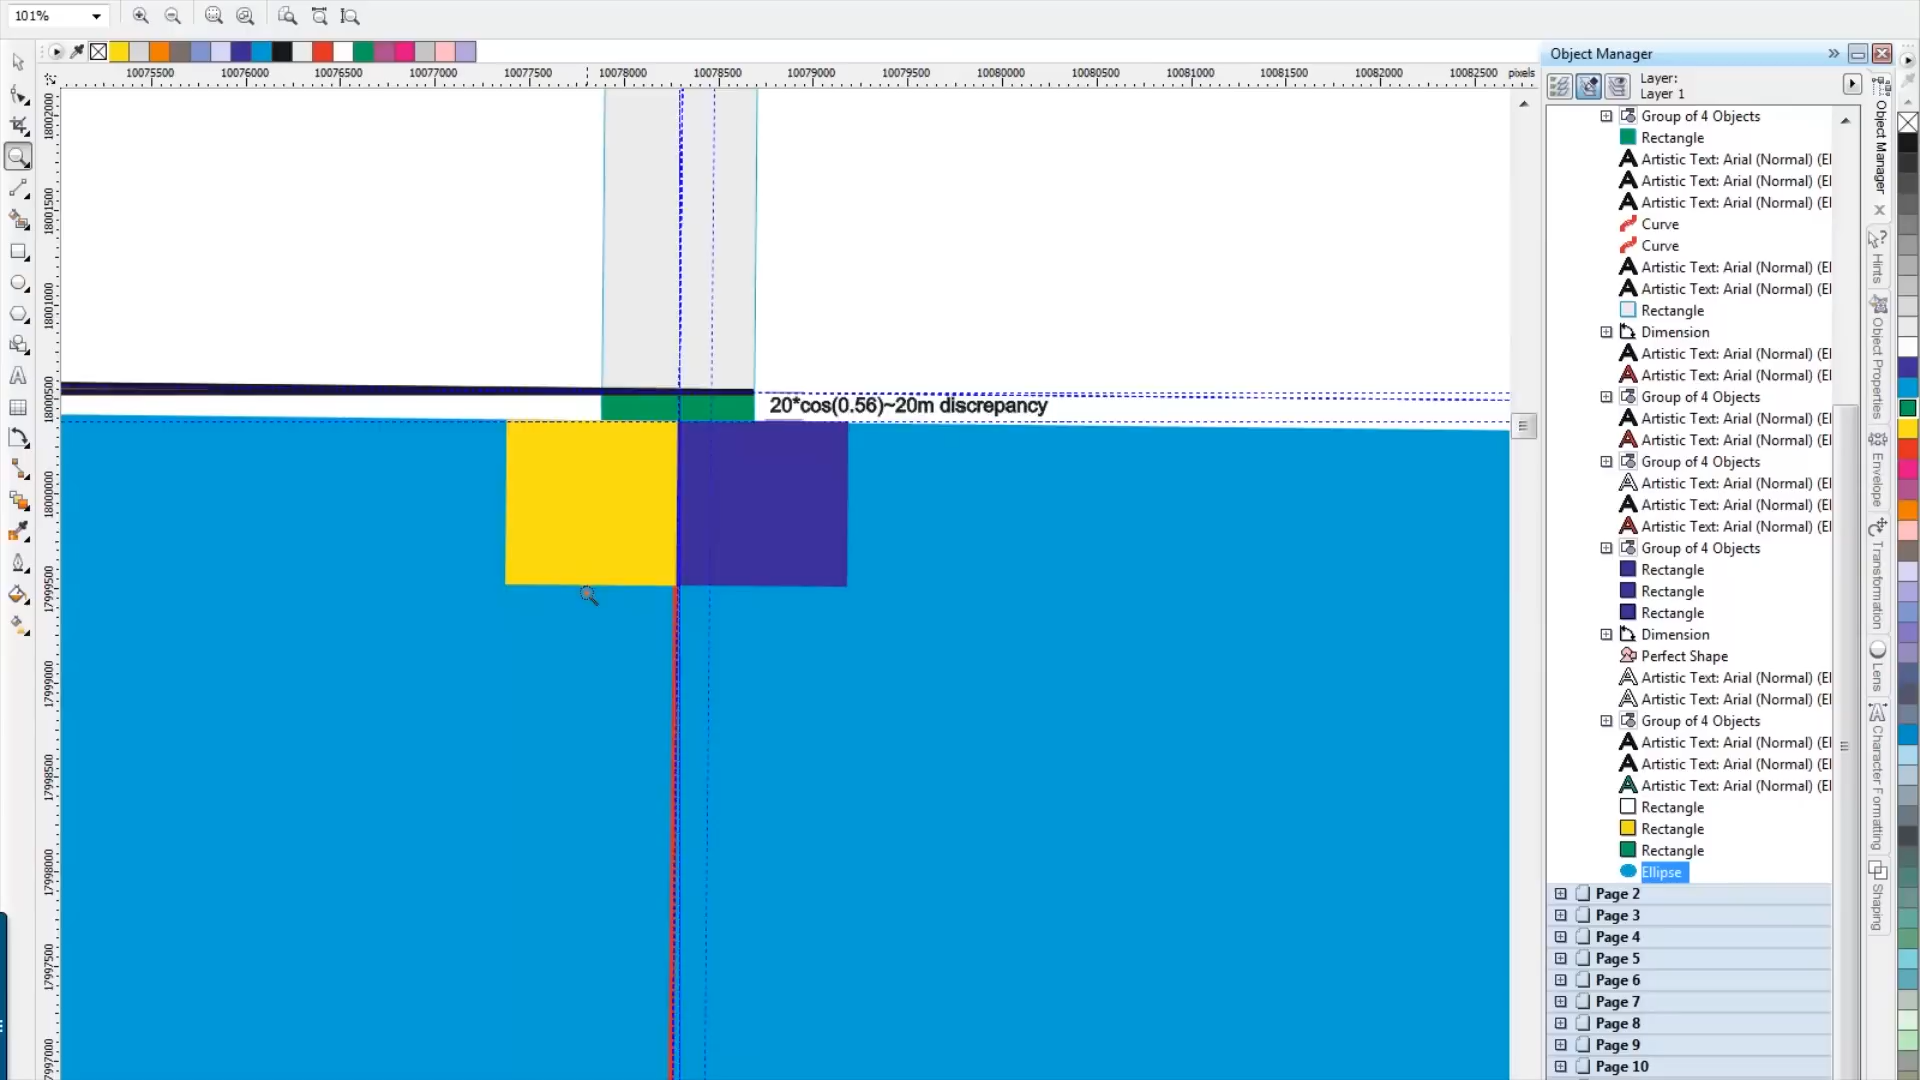 101%
10075500 10076000 10076500 10077000 10077500 10078000 10078500 10079000 10079500 10080000 10080500 10081000 10081500 10082000 10082500 pixels
18002000
18001500
18001000
18000500
18000000
17999500
17999000
17998500
17998000
17997500
17997000
20*cos(0.56)~20m discrepancy
Object Manager
Layer:
Layer 1
Group of 4 Objects
Rectangle
Artistic Text: Arial (Normal) (El
Artistic Text: Arial (Normal) (El
Artistic Text: Arial (Normal) (El
Curve
Curve
Artistic Text: Arial (Normal) (El
Artistic Text: Arial (Normal) (El
Rectangle
Dimension
Artistic Text: Arial (Normal) (El
Artistic Text: Arial (Normal) (El
Group of 4 Objects
Artistic Text: Arial (Normal) (El
Artistic Text: Arial (Normal) (El
Group of 4 Objects
Artistic Text: Arial (Normal) (El
Artistic Text: Arial (Normal) (El
Artistic Text: Arial (Normal) (El
Group of 4 Objects
Rectangle
Rectangle
Rectangle
Dimension
Perfect Shape
Artistic Text: Arial (Normal) (El
Artistic Text: Arial (Normal) (El
Group of 4 Objects
Artistic Text: Arial (Normal) (El
Artistic Text: Arial (Normal) (El
Artistic Text: Arial (Normal) (El
Rectangle
Rectangle
Rectangle
Ellipse
Page 2
Page 3
Page 4
Page 5
Page 6
Page 7
Page 8
Page 9
Page 10
Object Manager
Hints
Object Properties
Envelope
Transformation
Lens
Character Formatting
Shaping